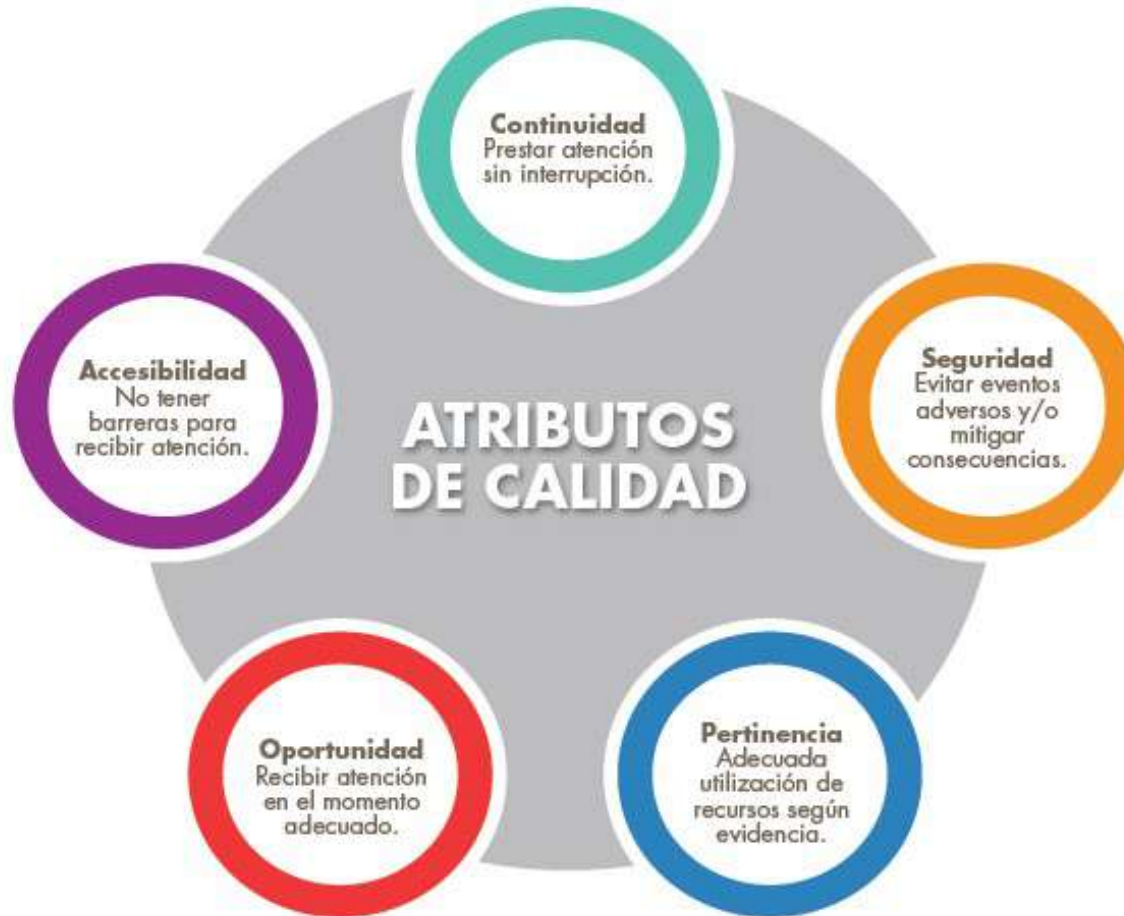 Continuidad
Prestar atención
sin interrupción.
Accesibilidad
No tener
barreras para
recibir atención.
ATRIBUTOS
DE CALIDAD
Seguridad
Evitar eventos
adversos y/o
mitigar
consecuencias.
Oportunidad
Recibir atención
en el momento
adecuado.
Pertinencia
Adecuada
utilización de
recursos según
evidencia.